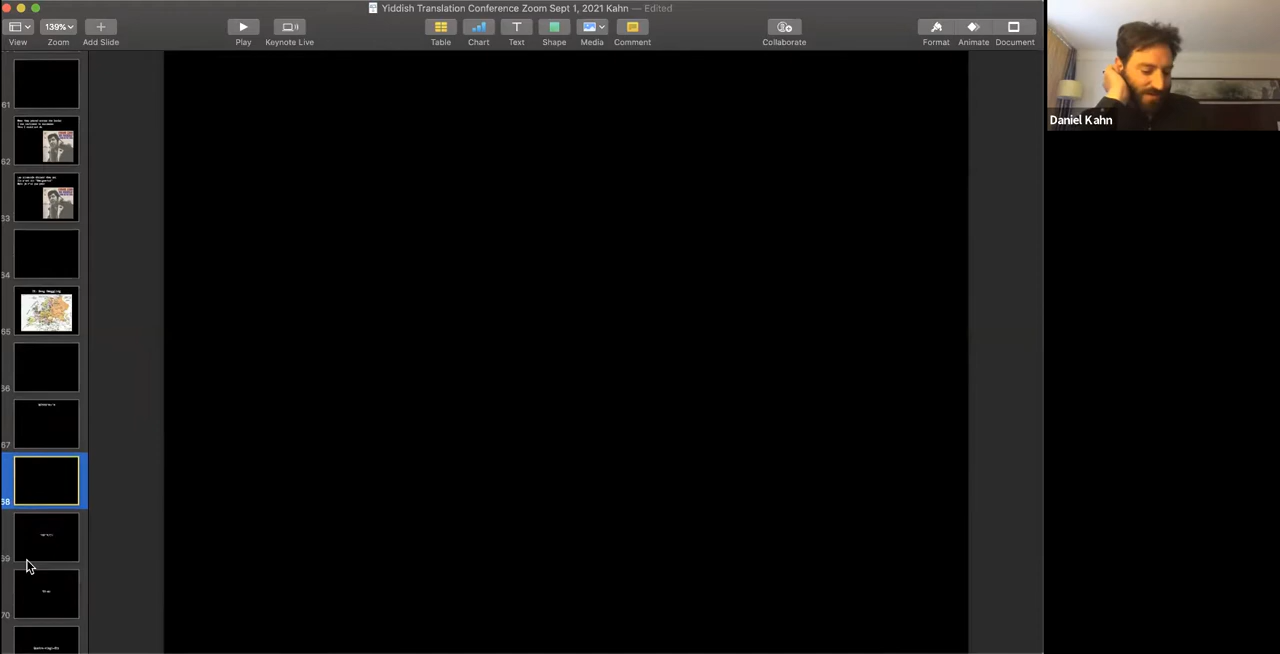 Yiddish Translation Conference Zoom Sept 1, 2021 Kahn — Edited
139%
View
Zoom
Add Slide
Play
Keynote Live
Table
Chart
Text
Shape
Media
Comment
Collaborate
Format
Animate
Document
Daniel Kahn
61
62
63
64
65
66
67
68
69
70